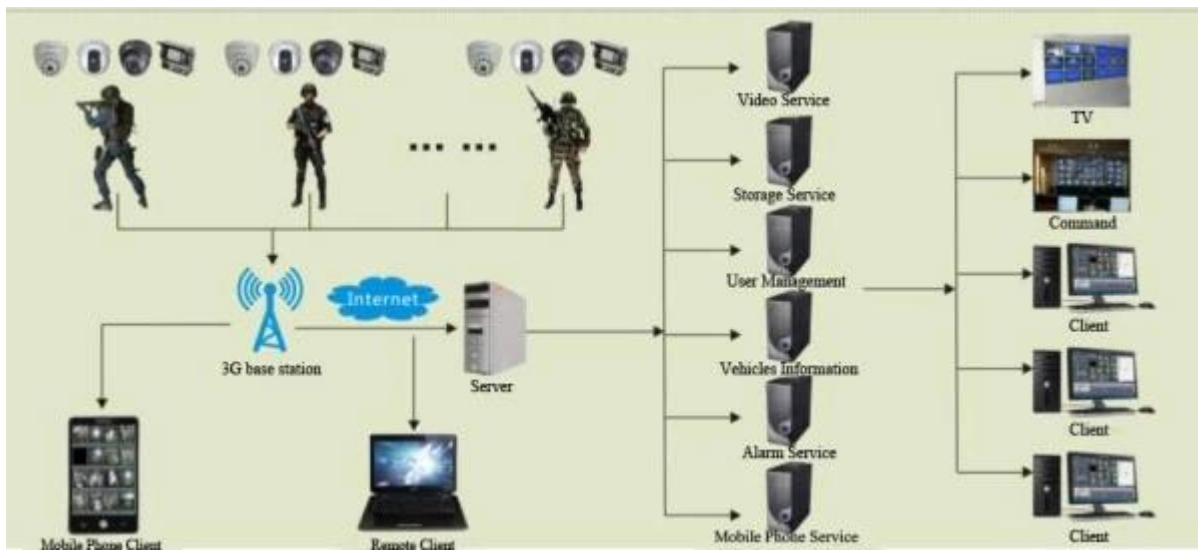 Video Service
TV
Storage Service
Command
User Management
Internet
3G base station
Server
Client
Vehicles Information
Client
Alarm Service
Mobile Phone Client
Remote Client
Mobile Phone Service
Client